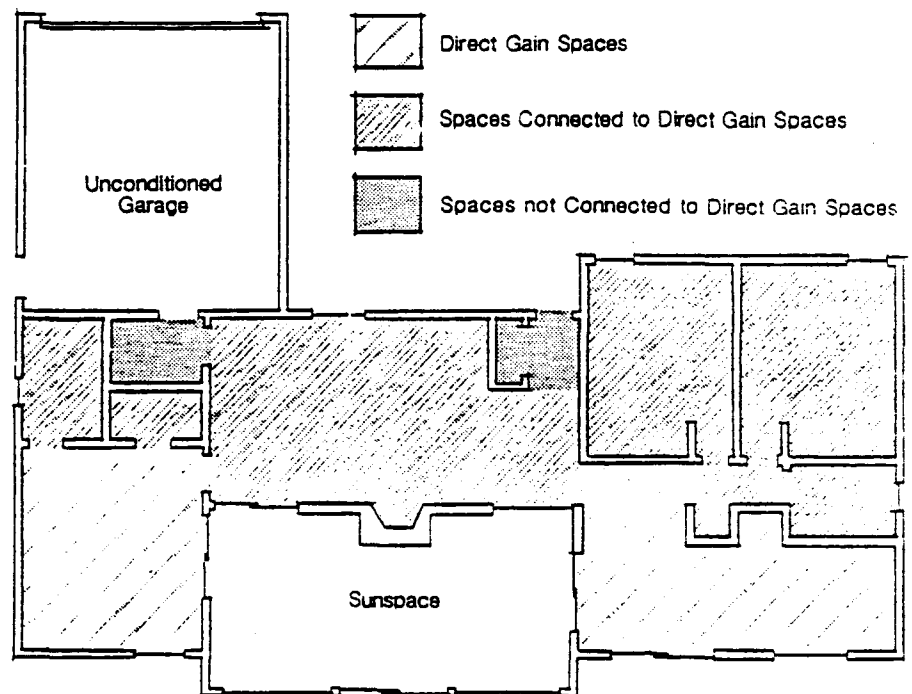 Direct Gain Spaces
Spaces Connected to Direct Gain Spaces
Unconditioned
Garage
Spaces not Connected to Direct Gain Spaces
Sunspace